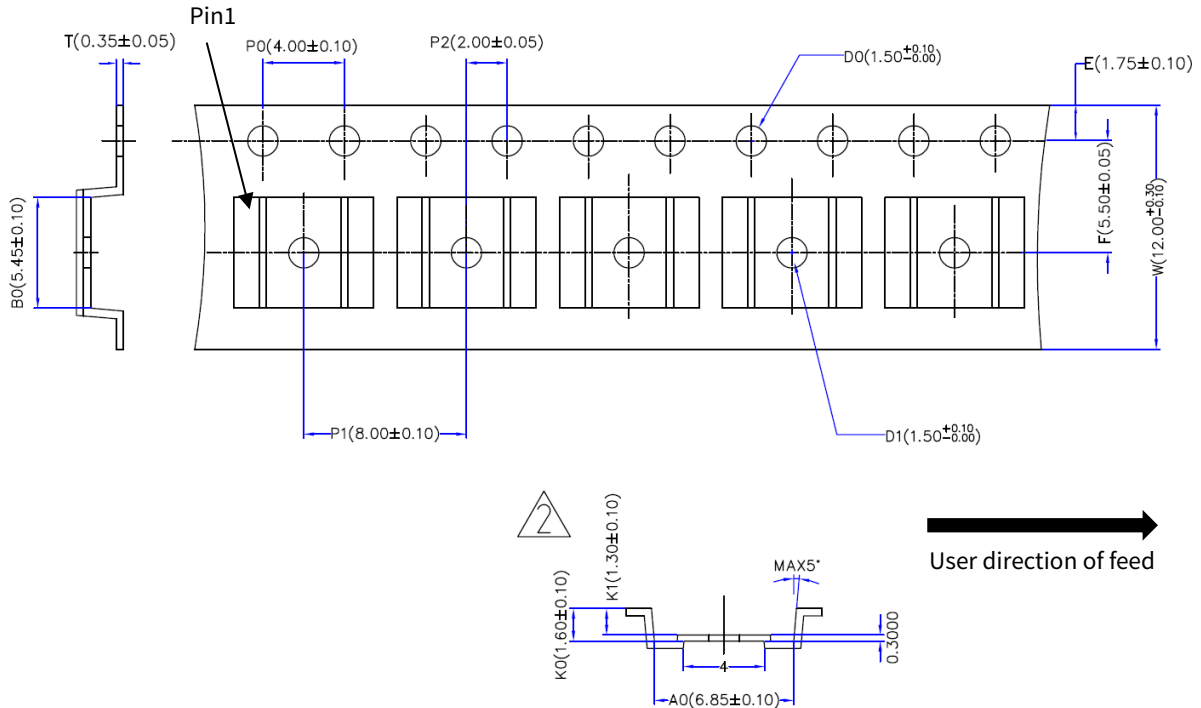 Pin1
T(0.35±0.05)
P0(4.00±0.10)
P2(2.00±0.05)
D0(1.50+0.10-0.00)
E(1.75±0.10)
B0(5.45±0.10)
F(5.50±0.05)
W(12.00+0.30-0.10)
P1(8.00±0.10)
D1(1.50+0.10-0.00)
2
K1(1.30±0.10)
K0(1.60±0.10)
MAX5°
0.3000
4
A0(6.85±0.10)
User direction of feed